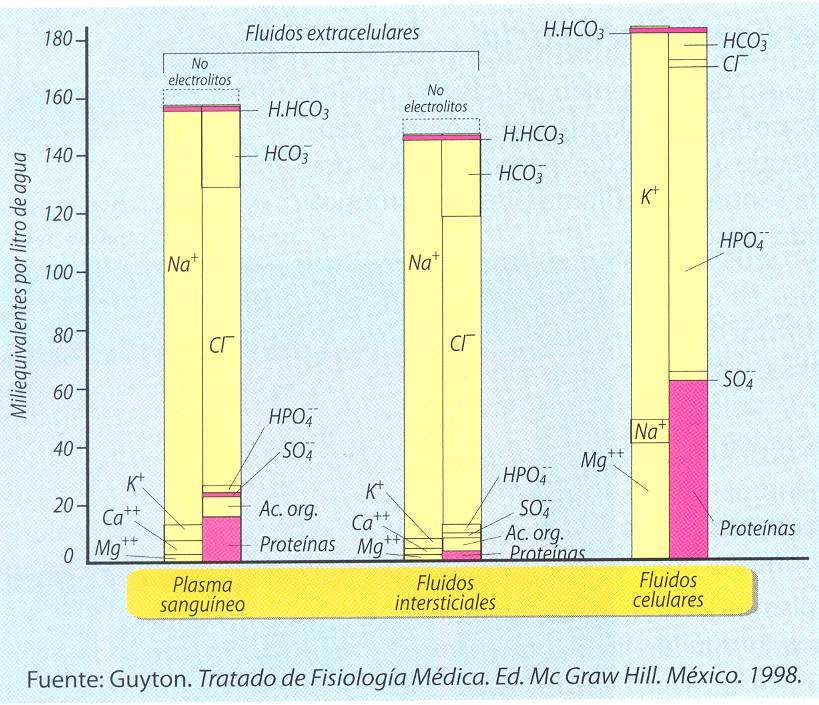 Fluidos extracelulares
No
electrolitos
No
electrolitos
Miliequivalentes por litro de agua
180
160
140
120
100
80
60
40
20
0
H.HCO3
HCO3−
Na+
Cl−
HPO4−−
SO4−−
K+
Ca++
Mg++
Ac. org.
Proteínas
H.HCO3
HCO3−
Na+
Cl−
HPO4−−
SO4−−
K+
Ca++
Mg++
Ac. org.
Proteínas
H.HCO3
HCO3−
Cl−
K+
HPO4−−
SO4−−
Na+
Mg++
Proteínas
Plasma
sanguíneo
Fluidos
intersticiales
Fluidos
celulares
Fuente: Guyton. Tratado de Fisiología Médica. Ed. Mc Graw Hill. México. 1998.